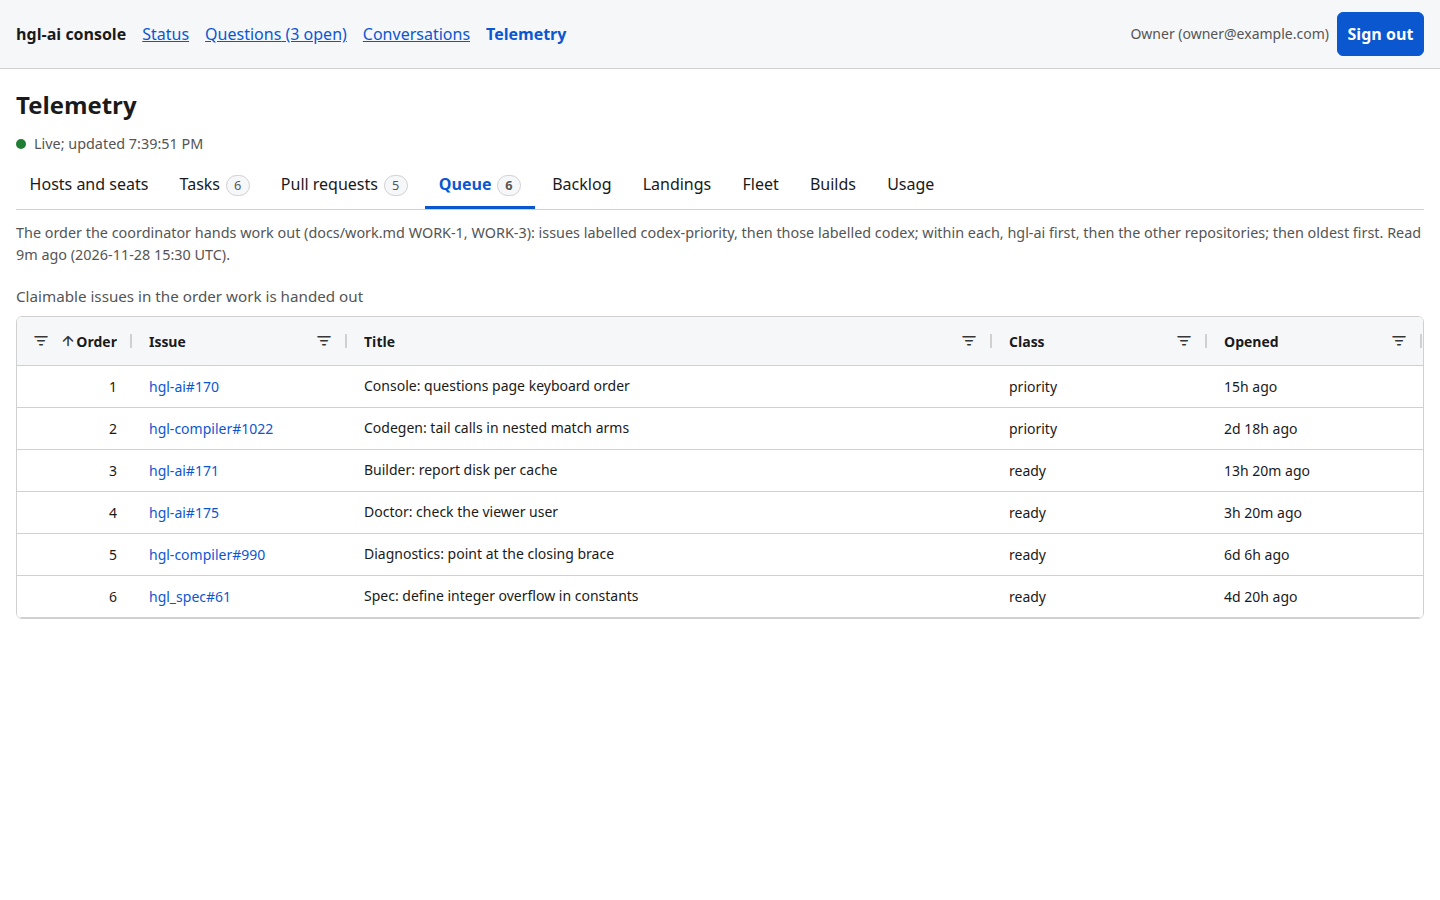 hgl-ai console Status Questions (3 open) Conversations Telemetry Owner (owner@example.com) Sign out
Telemetry
Live; updated 7:39:51 PM
Hosts and seats Tasks 6 Pull requests 5 Queue 6 Backlog Landings Fleet Builds Usage
The order the coordinator hands work out (docs/work.md WORK-1, WORK-3): issues labelled codex-priority, then those labelled codex; within each, hgl-ai first, then the other repositories; then oldest first. Read
9m ago (2026-11-28 15:30 UTC).
Claimable issues in the order work is handed out
Order Issue Title Class Opened
1 hgl-ai#170 Console: questions page keyboard order priority 15h ago
2 hgl-compiler#1022 Codegen: tail calls in nested match arms priority 2d 18h ago
3 hgl-ai#171 Builder: report disk per cache ready 13h 20m ago
4 hgl-ai#175 Doctor: check the viewer user ready 3h 20m ago
5 hgl-compiler#990 Diagnostics: point at the closing brace ready 6d 6h ago
6 hgl_spec#61 Spec: define integer overflow in constants ready 4d 20h ago